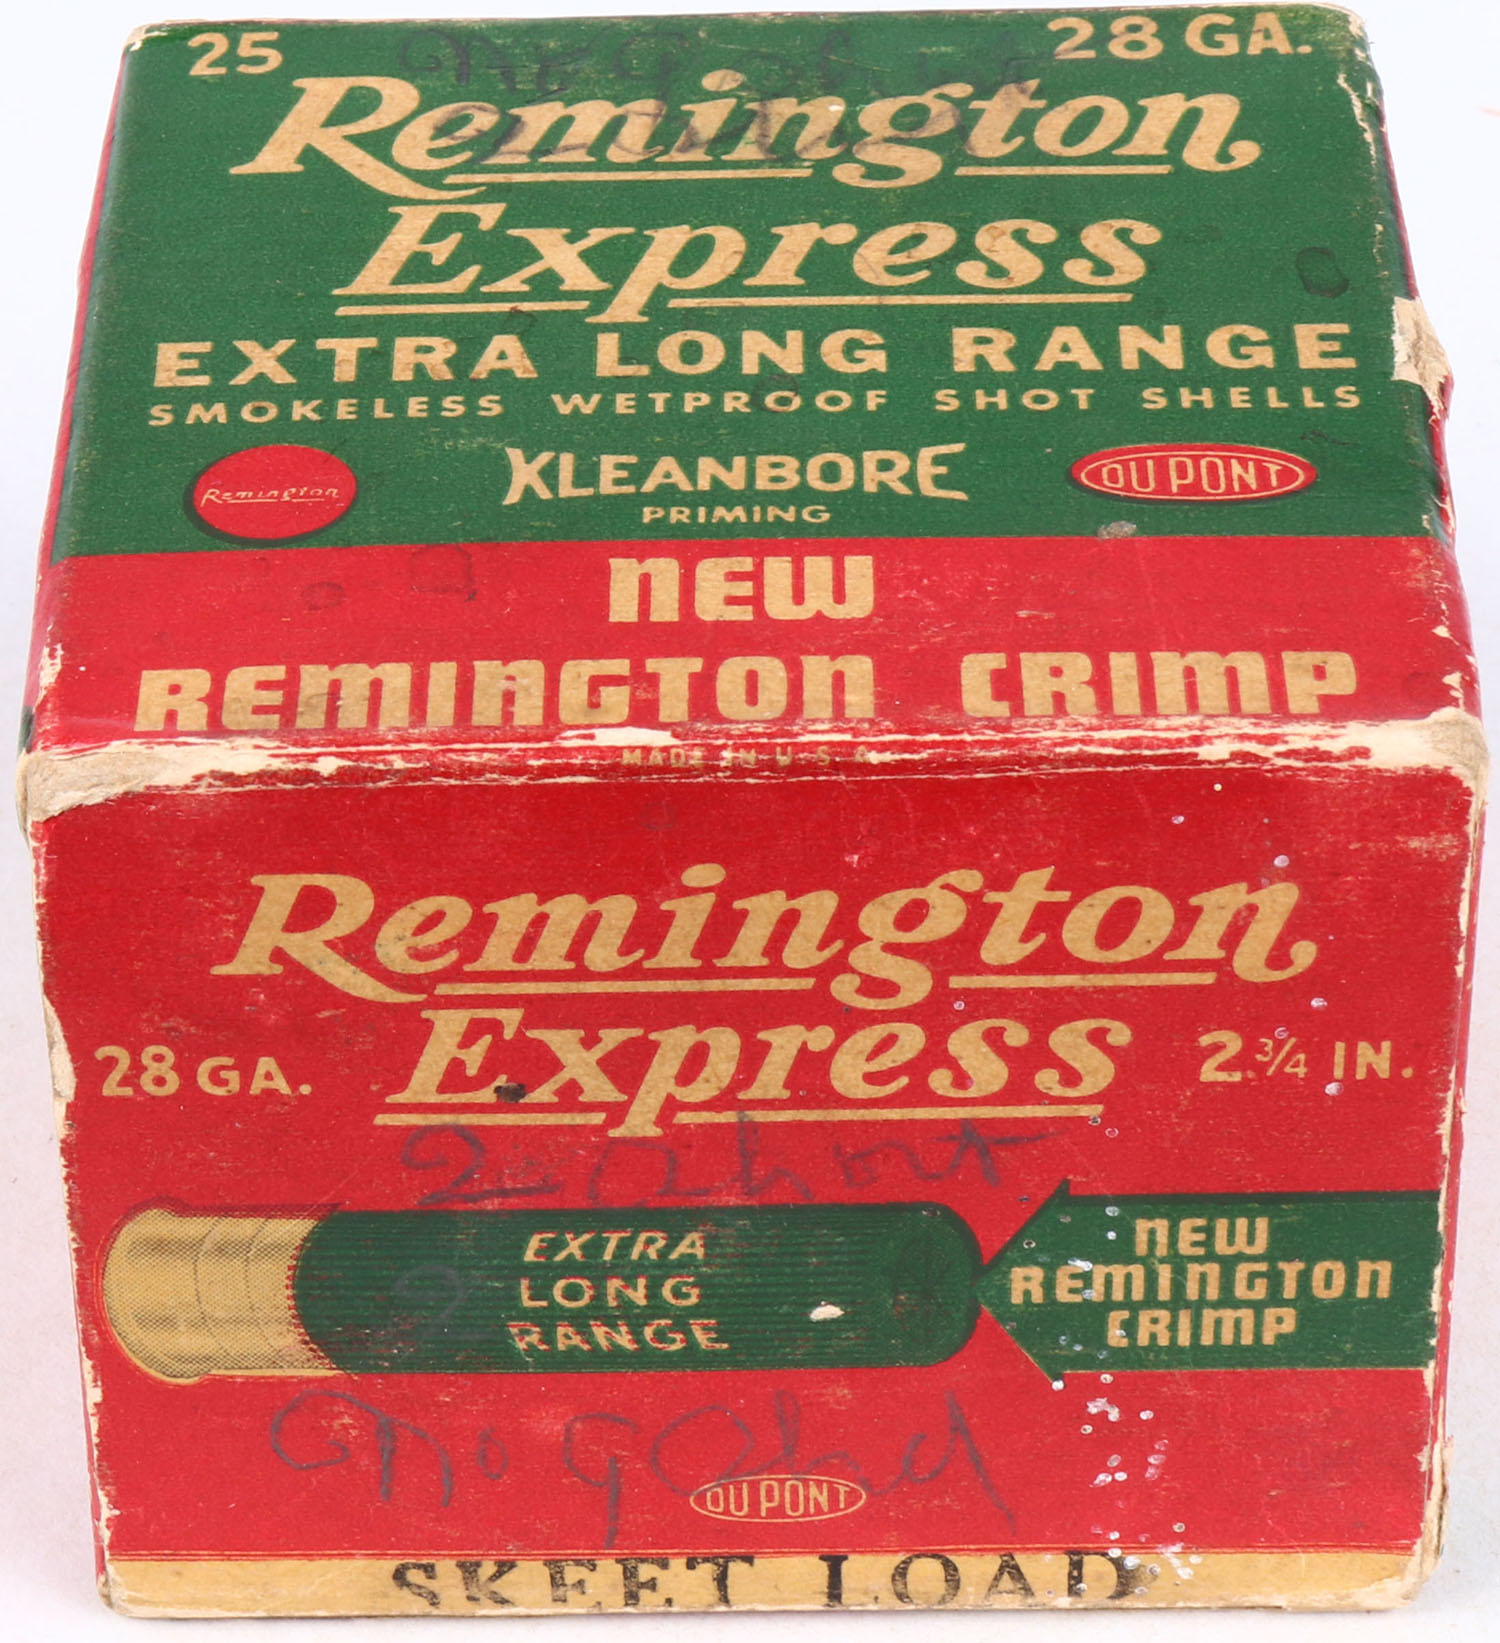 25 28 GA.
Remington
Express
EXTRA LONG RANGE
SMOKELESS WETPROOF SHOT SHELLS
Remington KLEANBORE DU PONT
PRIMING
NEW
REMINGTON CRIMP
MADE IN U.S.A.
Remington
Express
28 GA. 2 3/4 IN.
EXTRA
LONG
RANGE
NEW
REMINGTON
CRIMP
No 9
DU PONT
SKEET LOAD